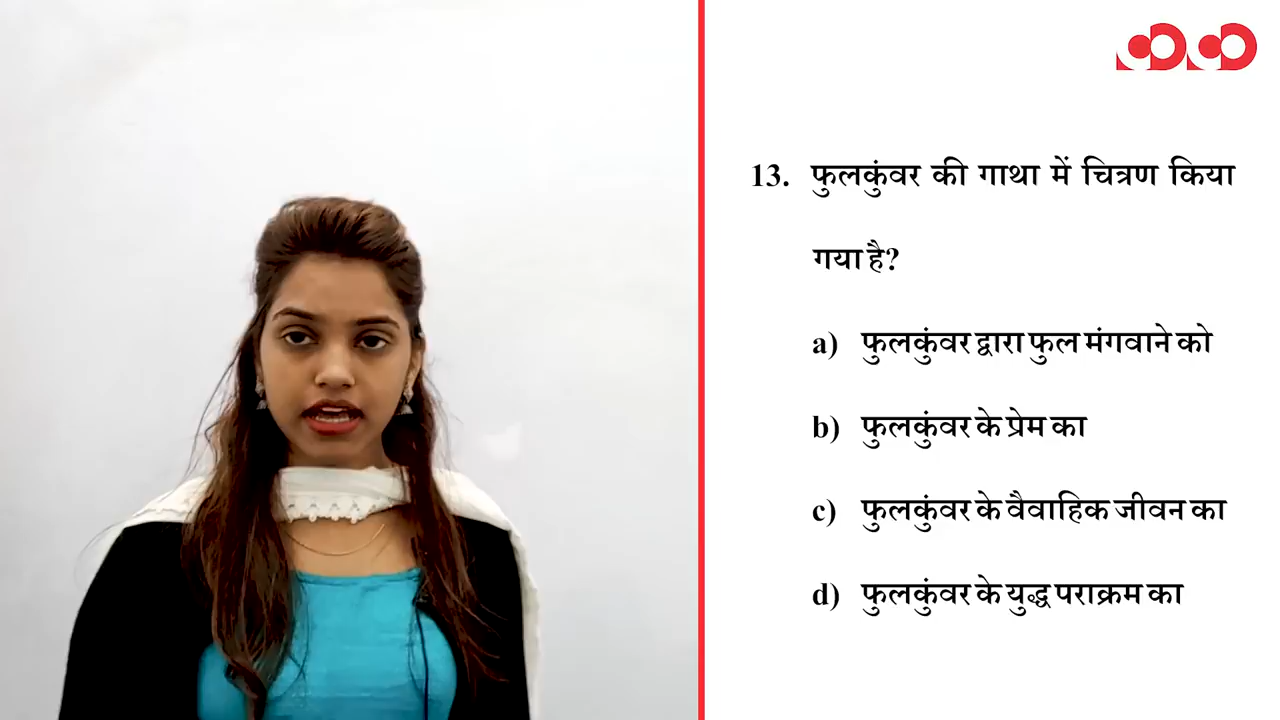 13. फुलकुंवर की गाथा में चित्रण किया
गया है?
a) फुलकुंवर द्वारा फुल मंगवाने को
b) फुलकुंवर के प्रेम का
c) फुलकुंवर के वैवाहिक जीवन का
d) फुलकुंवर के युद्ध पराक्रम का